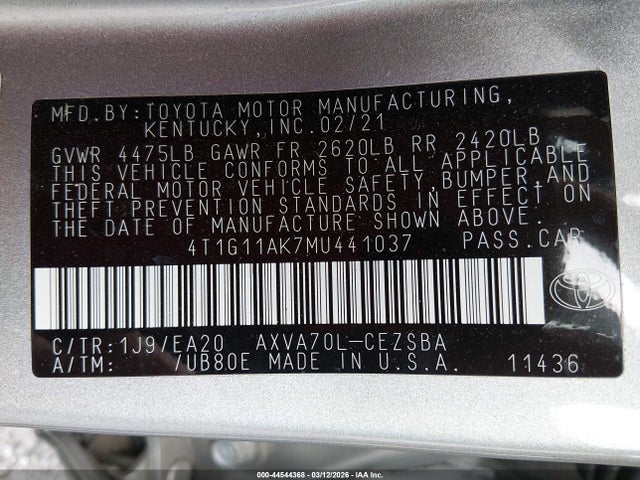 MFD.BY:TOYOTA MOTOR MANUFACTURING,
KENTUCKY,INC.02/21
GVWR 4475LB GAWR FR 2620LB RR 2420LB
THIS VEHICLE CONFORMS TO ALL APPLICABLE
FEDERAL MOTOR VEHICLE SAFETY,BUMPER,AND
THEFT PREVENTION STANDARDS IN EFFECT ON
THE DATE OF MANUFACTURE SHOWN ABOVE.
4T1G11AK7MU441037 PASS.CAR
C/TR:1J9/EA20 AXVA70L-CEZSBA
A/TM: /UB80E MADE IN U.S.A. 11436
000-44544368 - 03/12/2026 - IAA Inc.